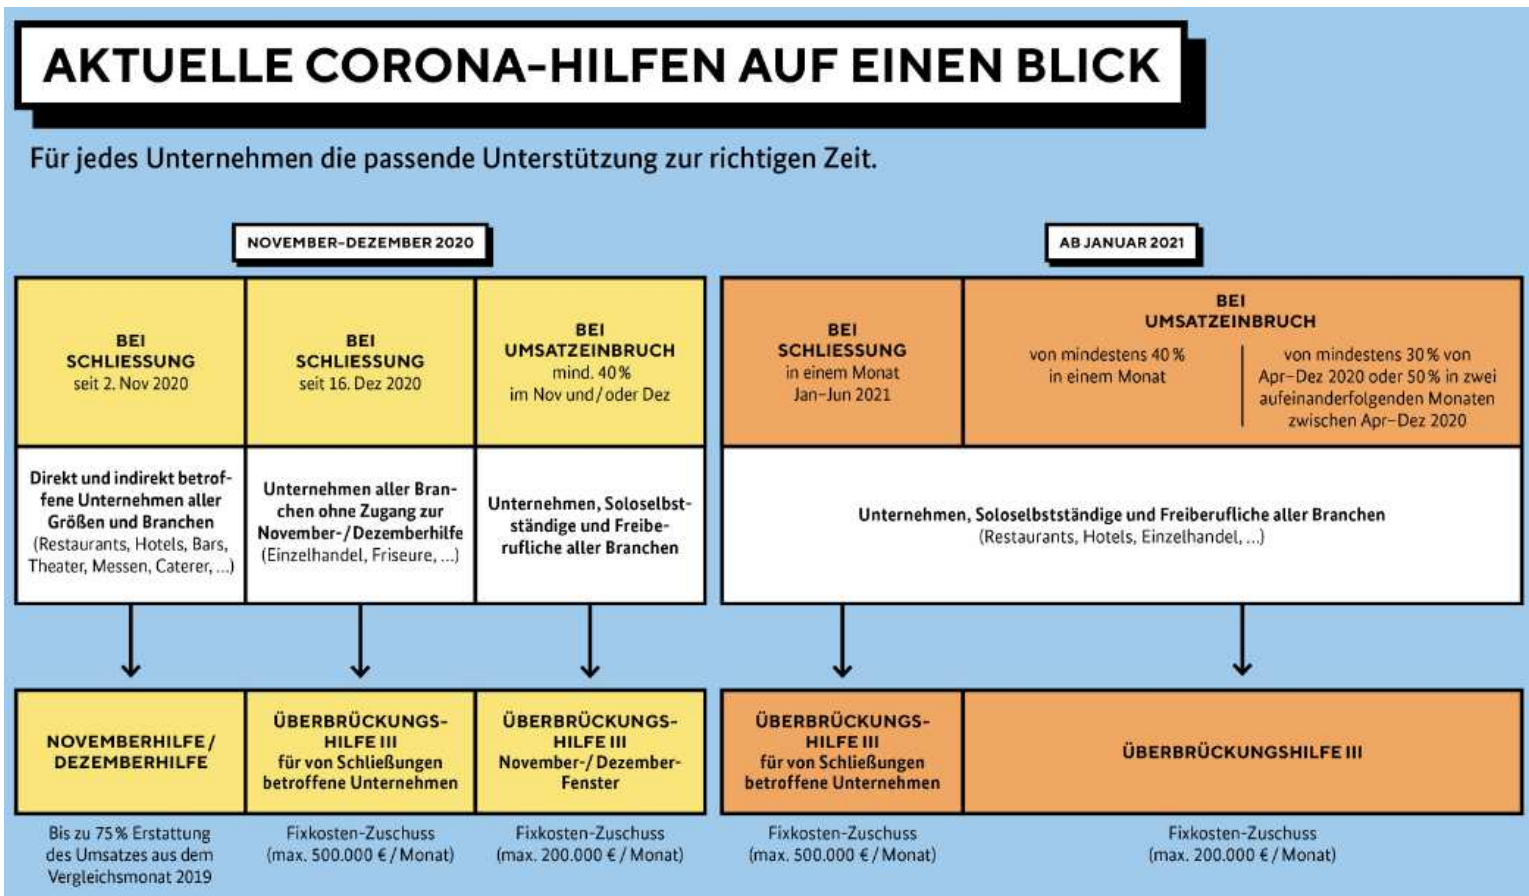 AKTUELLE CORONA-HILFEN AUF EINEN BLICK
Für jedes Unternehmen die passende Unterstützung zur richtigen Zeit.
NOVEMBER-DEZEMBER 2020
BEI
SCHLIESSUNG
seit 2. Nov 2020
BEI
SCHLIESSUNG
seit 16. Dez 2020
BEI
UMSATZEINBRUCH
mind. 40 %
im Nov und / oder Dez
Direkt und indirekt betrof-
fene Unternehmen aller
Größen und Branchen
(Restaurants, Hotels, Bars,
Theater, Messen, Caterer, ...)
Unternehmen aller Bran-
chen ohne Zugang zur
November-/Dezemberhilfe
(Einzelhandel, Friseure, ...)
Unternehmen, Soloselbst-
ständige und Freibe-
rufliche aller Branchen
NOVEMBERHILFE /
DEZEMBERHILFE
ÜBERBRÜCKUNGS-
HILFE III
für von Schließungen
betroffene Unternehmen
ÜBERBRÜCKUNGS-
HILFE III
November-/ Dezember-
Fenster
Bis zu 75 % Erstattung
des Umsatzes aus dem
Vergleichsmonat 2019
Fixkosten-Zuschuss
(max. 500.000 € / Monat)
Fixkosten-Zuschuss
(max. 200.000 € / Monat)
AB JANUAR 2021
BEI
SCHLIESSUNG
in einem Monat
Jan–Jun 2021
BEI
UMSATZEINBRUCH
von mindestens 40 %
in einem Monat
von mindestens 30 % von
Apr–Dez 2020 oder 50 % in zwei
aufeinanderfolgenden Monaten
zwischen Apr–Dez 2020
Unternehmen, Soloselbstständige und Freiberufliche aller Branchen
(Restaurants, Hotels, Einzelhandel, ...)
ÜBERBRÜCKUNGS-
HILFE III
für von Schließungen
betroffene Unternehmen
ÜBERBRÜCKUNGSHILFE III
Fixkosten-Zuschuss
(max. 500.000 € / Monat)
Fixkosten-Zuschuss
(max. 200.000 € / Monat)